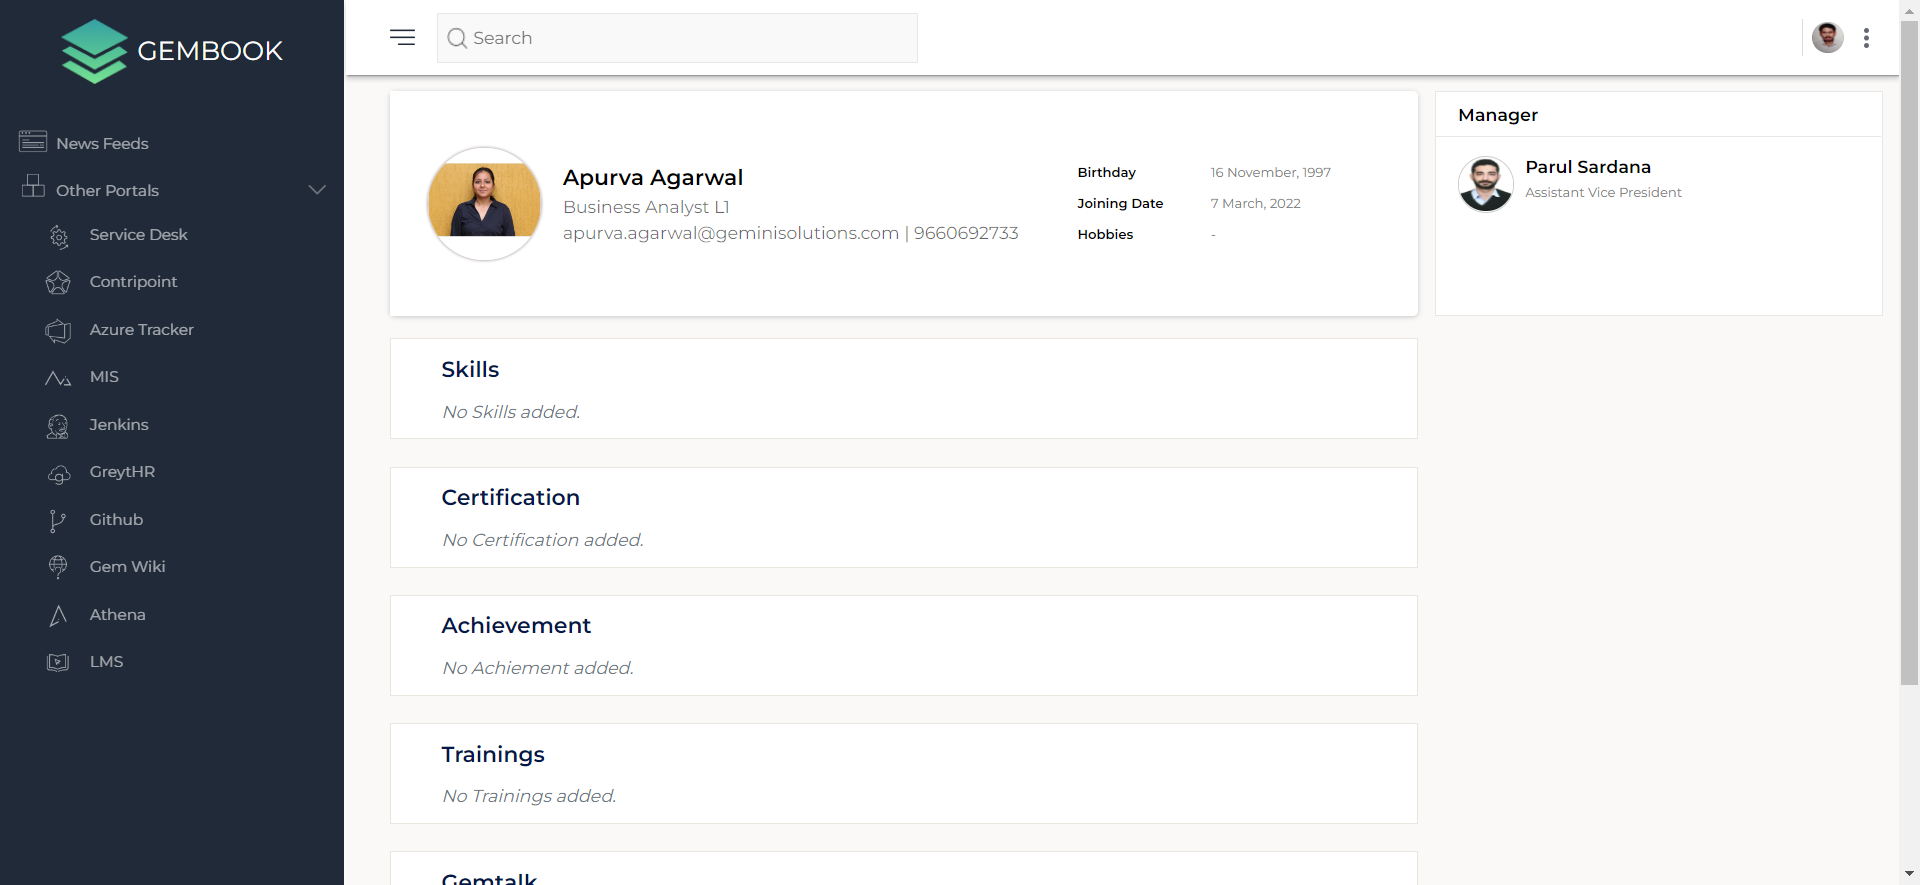 GEMBOOK
News Feeds
Other Portals
Service Desk
Contripoint
Azure Tracker
MIS
Jenkins
GreytHR
Github
Gem Wiki
Athena
LMS
Search
Apurva Agarwal
Business Analyst L1
apurva.agarwal@geminisolutions.com | 9660692733
Birthday 16 November, 1997
Joining Date 7 March, 2022
Hobbies -
Manager
Parul Sardana
Assistant Vice President
Skills
No Skills added.
Certification
No Certification added.
Achievement
No Achiement added.
Trainings
No Trainings added.
Gemtalk